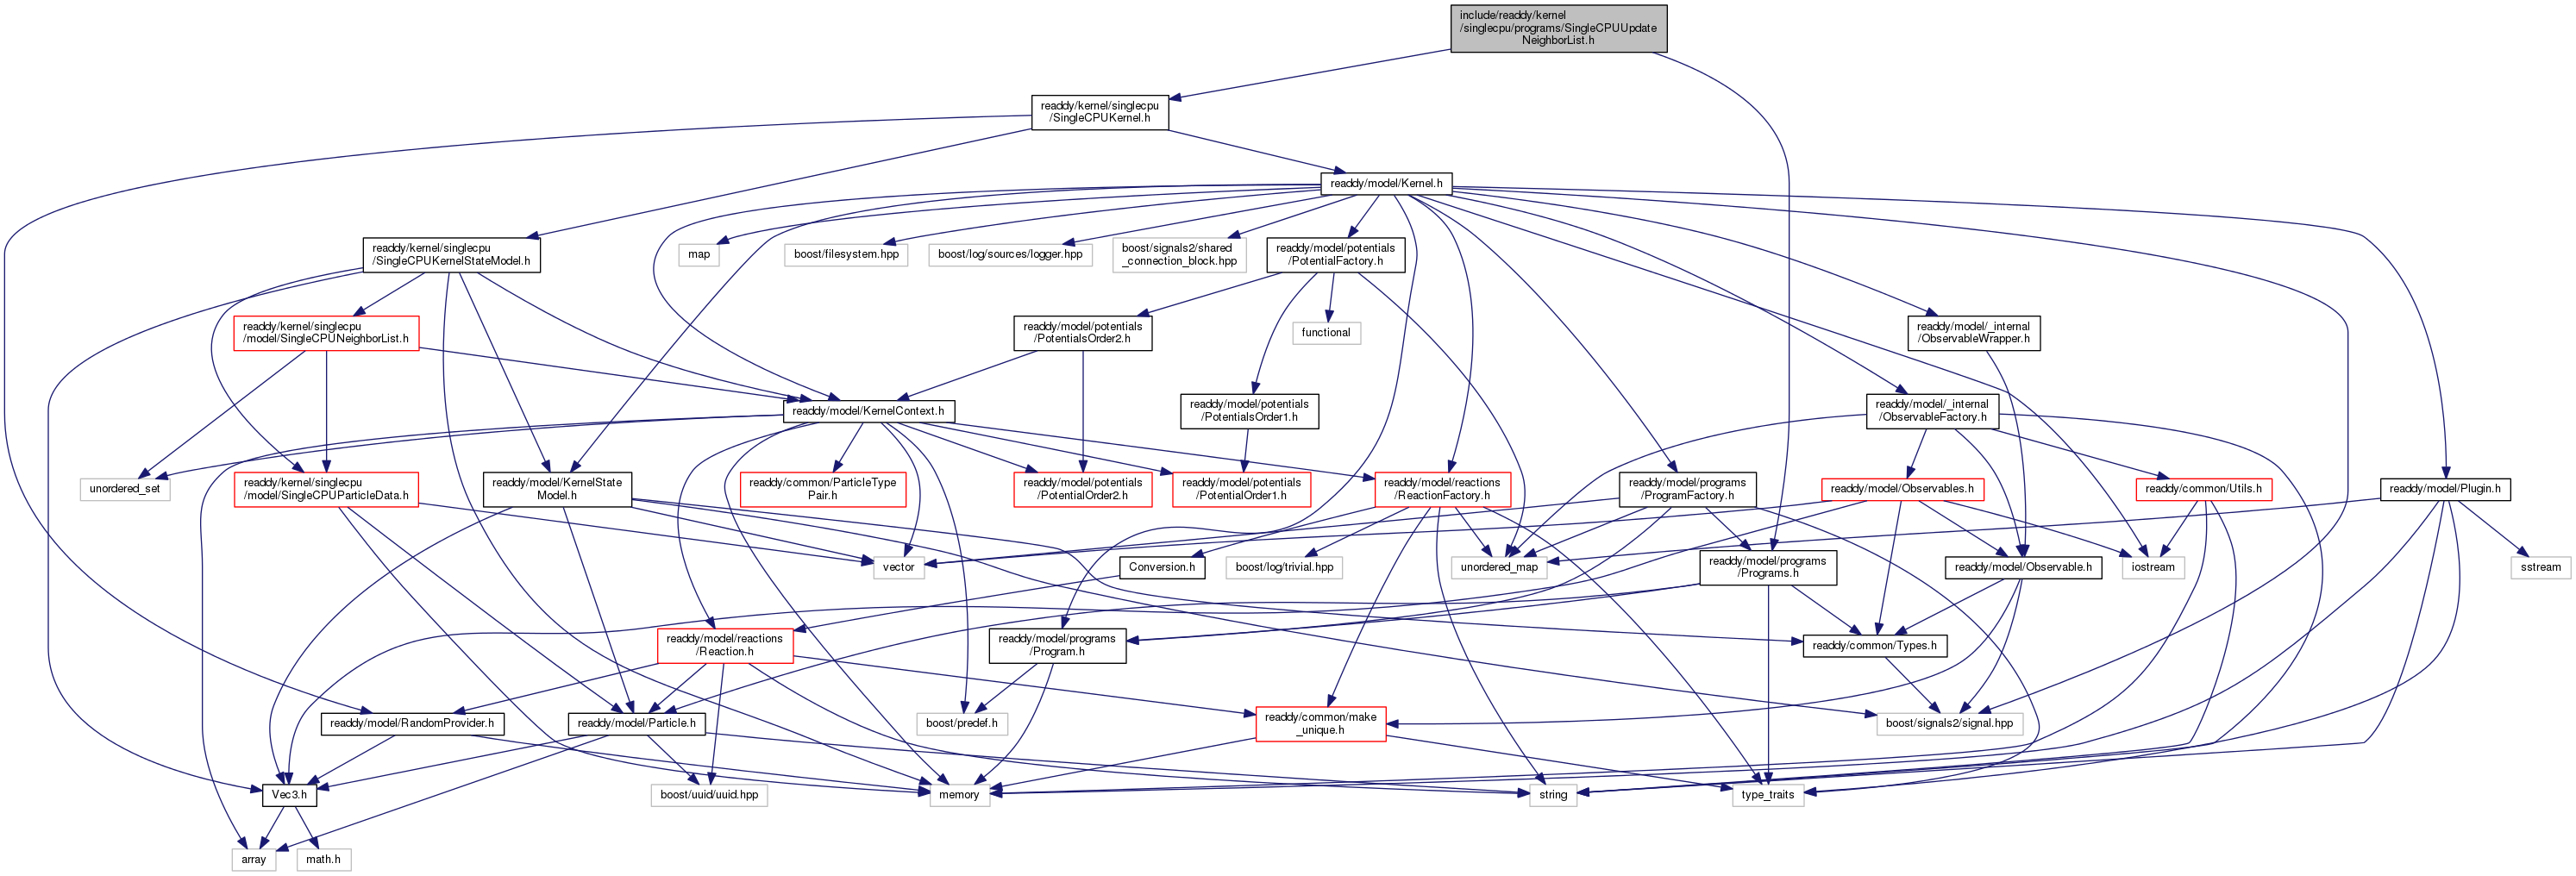 include/readdy/kernel
/singlecpu/programs/SingleCPUUpdate
NeighborList.h
readdy/kernel/singlecpu
/SingleCPUKernel.h
readdy/model/Kernel.h
readdy/kernel/singlecpu
/SingleCPUKernelStateModel.h
map
boost/filesystem.hpp
boost/log/sources/logger.hpp
boost/signals2/shared
_connection_block.hpp
readdy/model/potentials
/PotentialFactory.h
readdy/kernel/singlecpu
/model/SingleCPUNeighborList.h
readdy/model/potentials
/PotentialsOrder2.h
functional
readdy/model/_internal
/ObservableWrapper.h
readdy/model/KernelContext.h
readdy/model/potentials
/PotentialsOrder1.h
readdy/model/_internal
/ObservableFactory.h
unordered_set
readdy/kernel/singlecpu
/model/SingleCPUParticleData.h
readdy/model/KernelState
Model.h
readdy/common/ParticleType
Pair.h
readdy/model/potentials
/PotentialOrder2.h
readdy/model/potentials
/PotentialOrder1.h
readdy/model/reactions
/ReactionFactory.h
readdy/model/programs
/ProgramFactory.h
readdy/model/Observables.h
readdy/common/Utils.h
readdy/model/Plugin.h
vector
Conversion.h
boost/log/trivial.hpp
unordered_map
readdy/model/programs
/Programs.h
readdy/model/Observable.h
iostream
sstream
readdy/model/reactions
/Reaction.h
readdy/model/programs
/Program.h
readdy/common/Types.h
readdy/model/RandomProvider.h
readdy/model/Particle.h
boost/predef.h
readdy/common/make
_unique.h
boost/signals2/signal.hpp
Vec3.h
boost/uuid/uuid.hpp
memory
string
type_traits
array
math.h